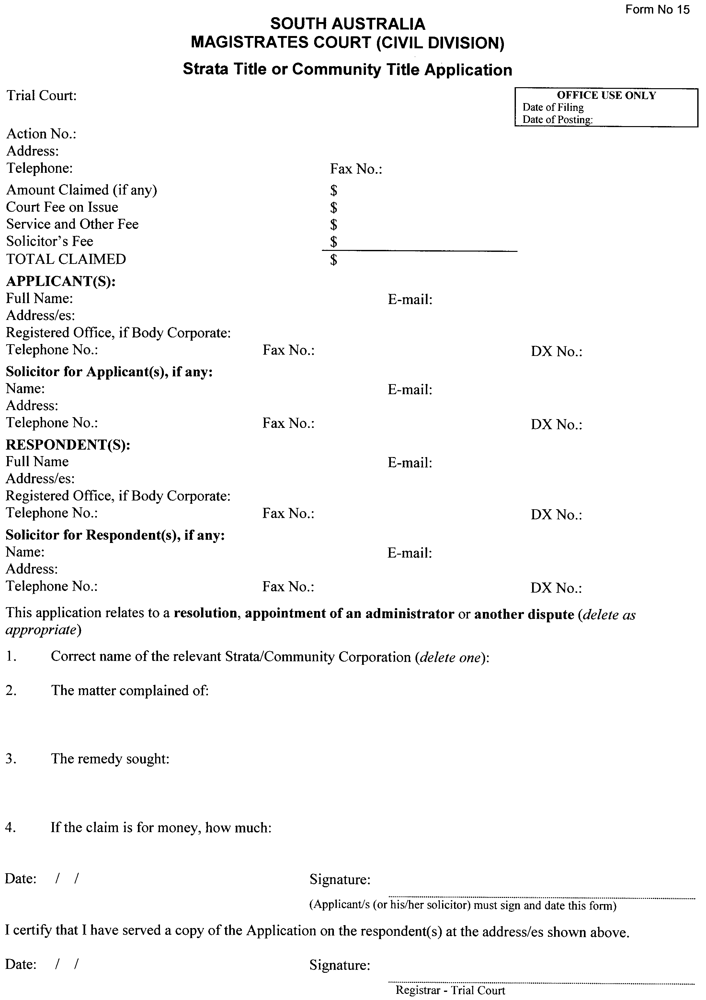 Form No 15
SOUTH AUSTRALIA
MAGISTRATES COURT (CIVIL DIVISION)
Strata Title or Community Title Application
Trial Court:
OFFICE USE ONLY
Date of Filing
Date of Posting:
Action No.:
Address:
Telephone: Fax No.:
Amount Claimed (if any) $
Court Fee on Issue $
Service and Other Fee $
Solicitor's Fee $
TOTAL CLAIMED $
APPLICANT(S):
Full Name: E-mail:
Address/es:
Registered Office, if Body Corporate:
Telephone No.: Fax No.: DX No.:
Solicitor for Applicant(s), if any:
Name: E-mail:
Address:
Telephone No.: Fax No.: DX No.:
RESPONDENT(S):
Full Name E-mail:
Address/es:
Registered Office, if Body Corporate:
Telephone No.: Fax No.: DX No.:
Solicitor for Respondent(s), if any:
Name: E-mail:
Address:
Telephone No.: Fax No.: DX No.:
This application relates to a resolution, appointment of an administrator or another dispute (delete as
appropriate)
1. Correct name of the relevant Strata/Community Corporation (delete one):
2. The matter complained of:
3. The remedy sought:
4. If the claim is for money, how much:
Date: / / Signature:
(Applicant/s (or his/her solicitor) must sign and date this form)
I certify that I have served a copy of the Application on the respondent(s) at the address/es shown above.
Date: / / Signature:
Registrar - Trial Court